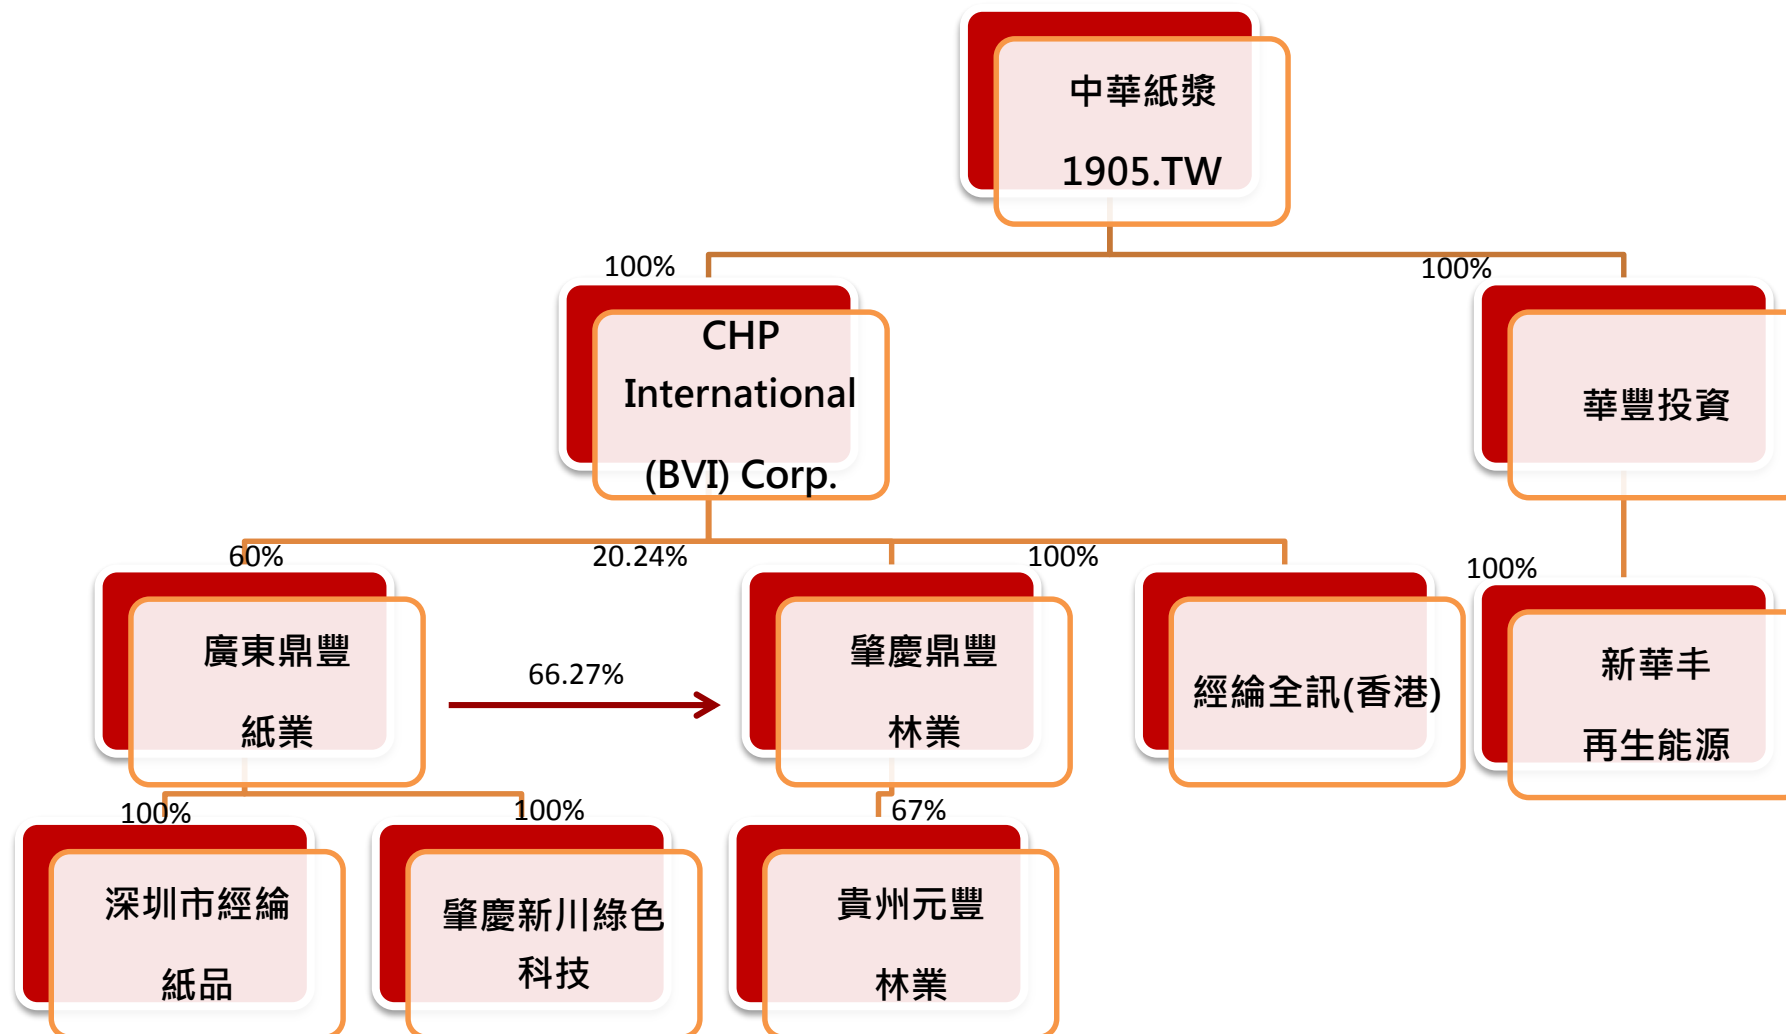 中華紙漿
1905.TW
100%
100%
CHP
International
(BVI) Corp.
華豐投資
60%
20.24%
100%
100%
廣東鼎豐
紙業
66.27%
肇慶鼎豐
林業
經綸全訊(香港)
新華丰
再生能源
100%
100%
67%
深圳市經綸
紙品
肇慶新川綠色
科技
貴州元豐
林業